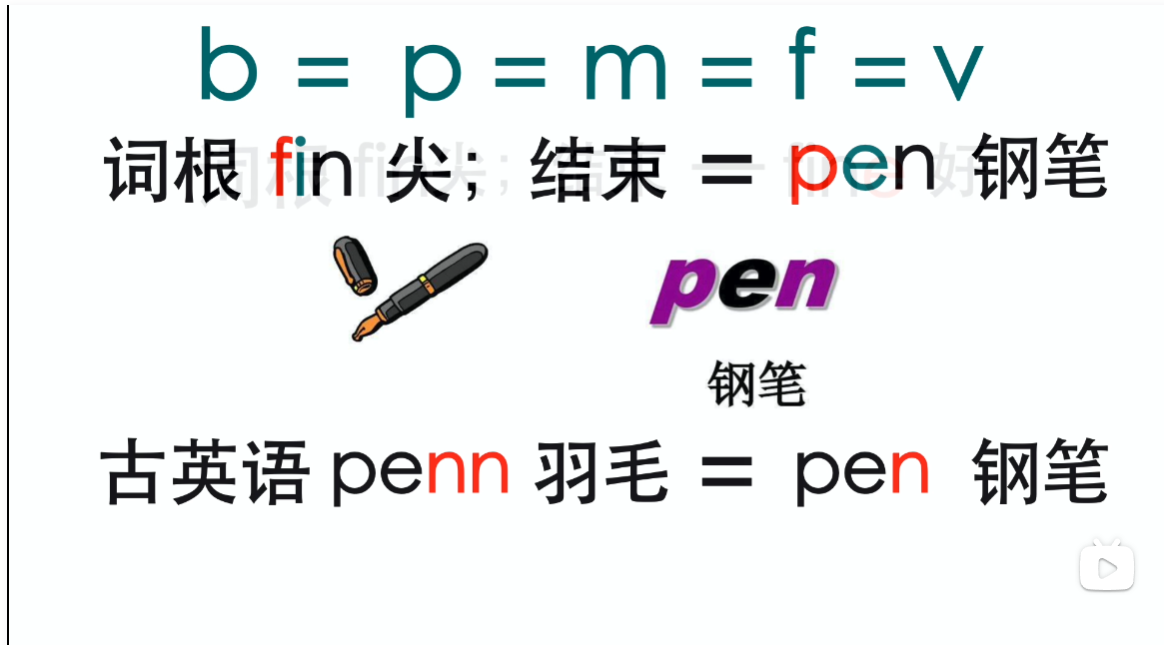 b = p = m = f = v
词根 fin 尖; 结束 = pen 钢笔
pen
钢笔
古英语 penn 羽毛 = pen 钢笔